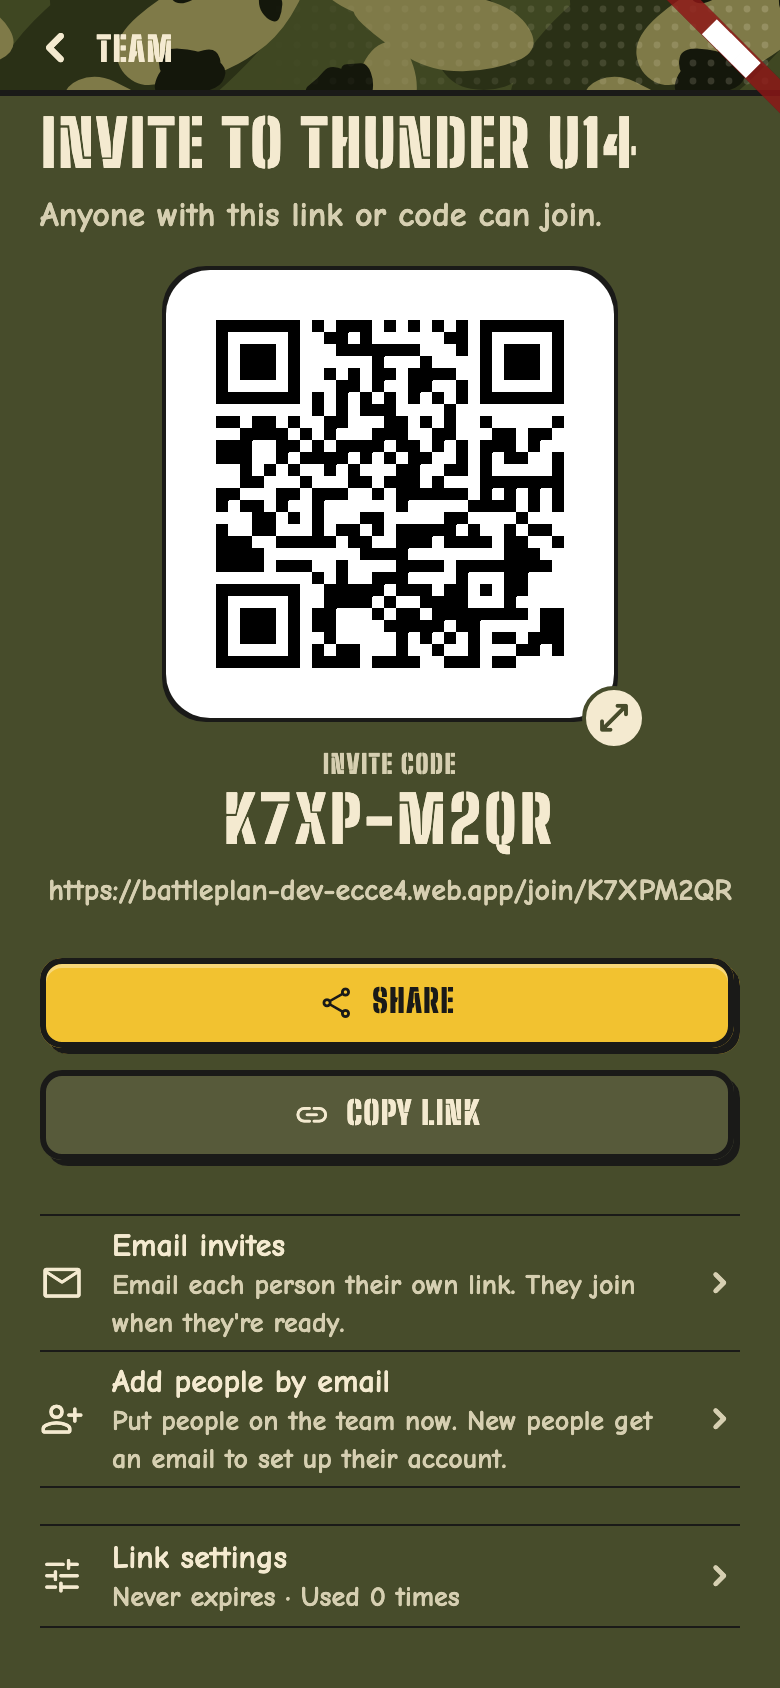 TEAM
INVITE TO THUNDER U14
Anyone with this link or code can join.
INVITE CODE
K7XP-M2QR
https://battleplan-dev-ecce4.web.app/join/K7XPM2QR
SHARE
COPY LINK
Email invites
Email each person their own link. They join
when they're ready.
Add people by email
Put people on the team now. New people get
an email to set up their account.
Link settings
Never expires · Used 0 times